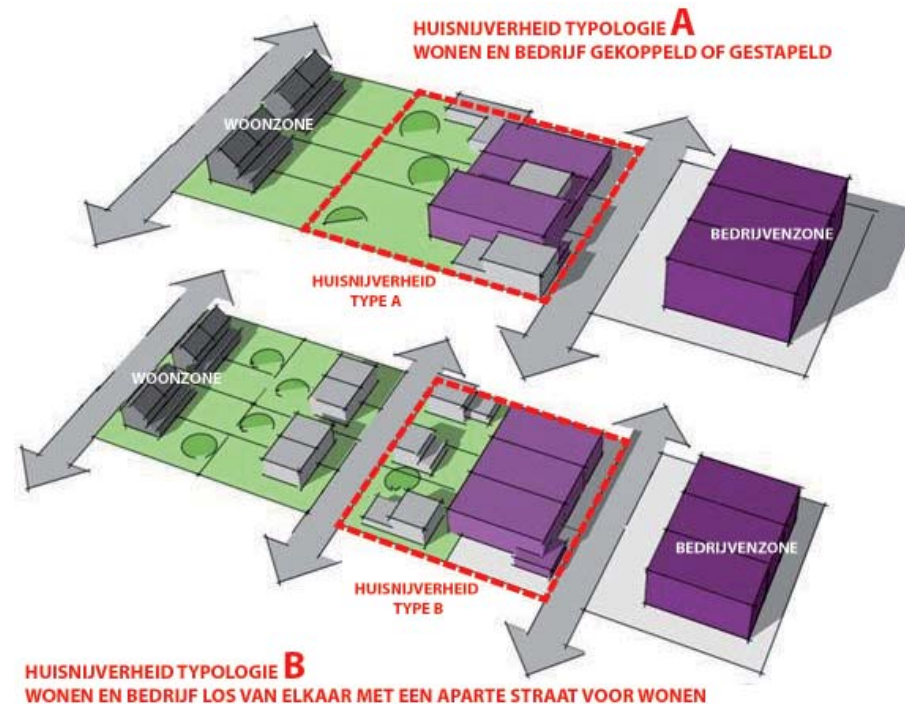 HUISNIJVERHEID TYPOLOGIE A
WONEN EN BEDRIJF GEKOPPELD OF GESTAPELD
WOONZONE
BEDRIJVENZONE
HUISNIJVERHEID
TYPE A
WOONZONE
BEDRIJVENZONE
HUISNIJVERHEID
TYPE B
HUISNIJVERHEID TYPOLOGIE B
WONEN EN BEDRIJF LOS VAN ELKAAR MET EEN APARTE STRAAT VOOR WONEN